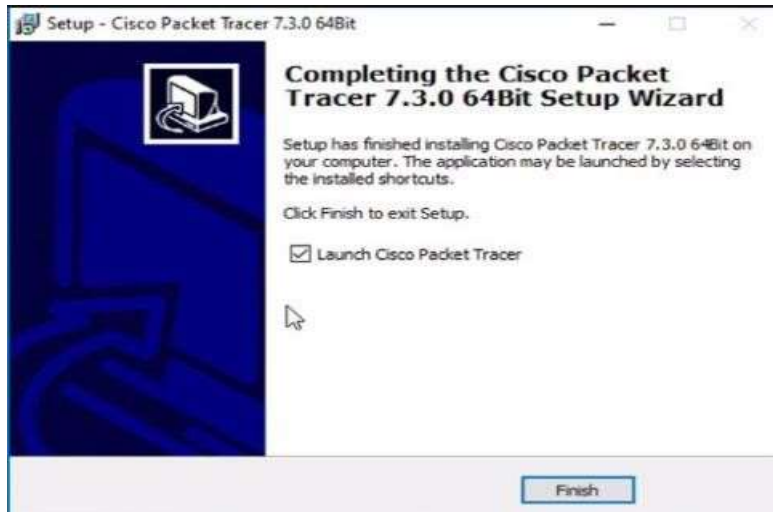 Setup - Cisco Packet Tracer 7.3.0 64Bit
Completing the Cisco Packet
Tracer 7.3.0 64Bit Setup Wizard
Setup has finished installing Cisco Packet Tracer 7.3.0 64Bit on
your computer. The application may be launched by selecting
the installed shortcuts.
Click Finish to exit Setup.
Launch Cisco Packet Tracer
Finish